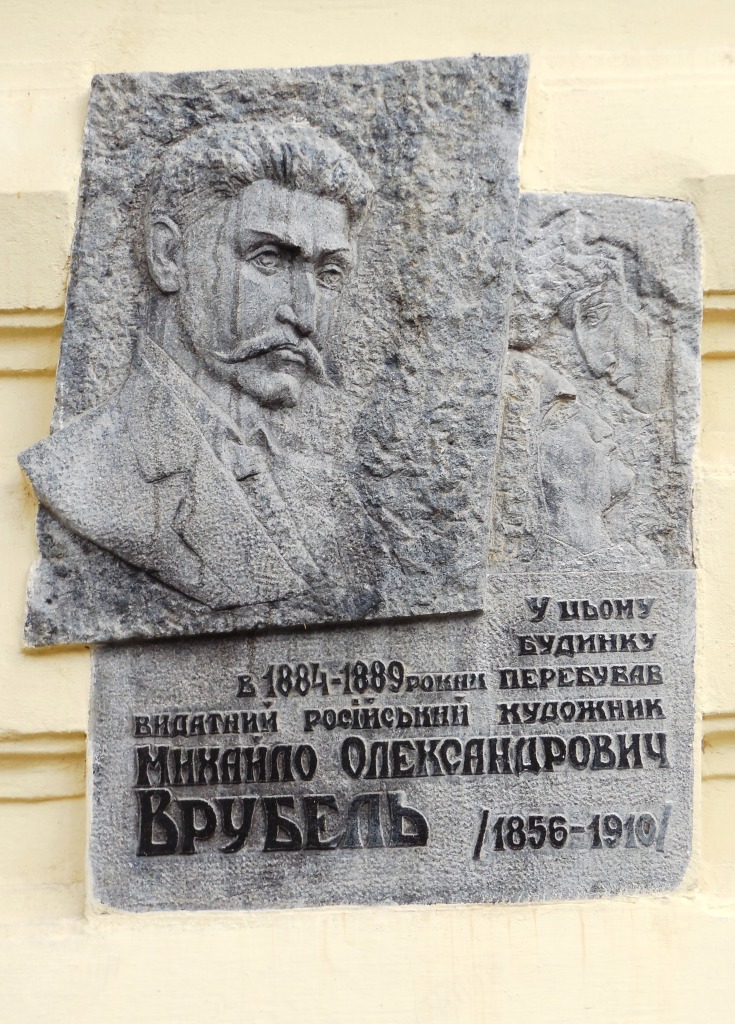 У ЦЬОМУ
БУДИНКУ
В 1884-1889 РОКАХ ПЕРЕБУВАВ
ВИДАТНИЙ РОСІЙСЬКИЙ ХУДОЖНИК
МИХАЙЛО ОЛЕКСАНДРОВИЧ
ВРУБЕЛЬ /1856-1910/